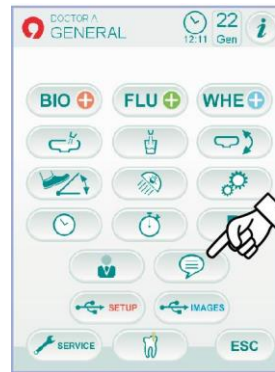 DOCTOR A
GENERAL
12:11
22
Gen
i
BIO
FLU
WHE
SETUP
IMAGES
SERVICE
ESC